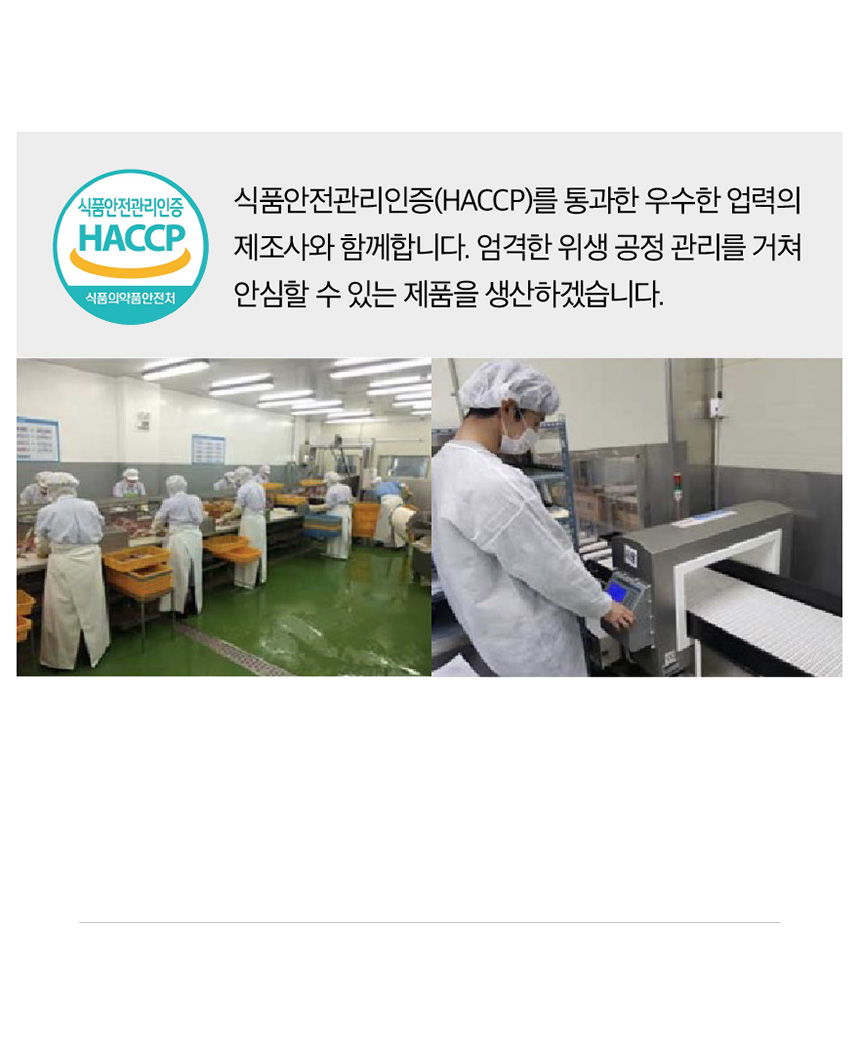 식품안전관리인증
HACCP
식품의약품안전처
식품안전관리인증(HACCP)를 통과한 우수한 업력의
제조사와 함께합니다. 엄격한 위생 공정 관리를 거쳐
안심할 수 있는 제품을 생산하겠습니다.